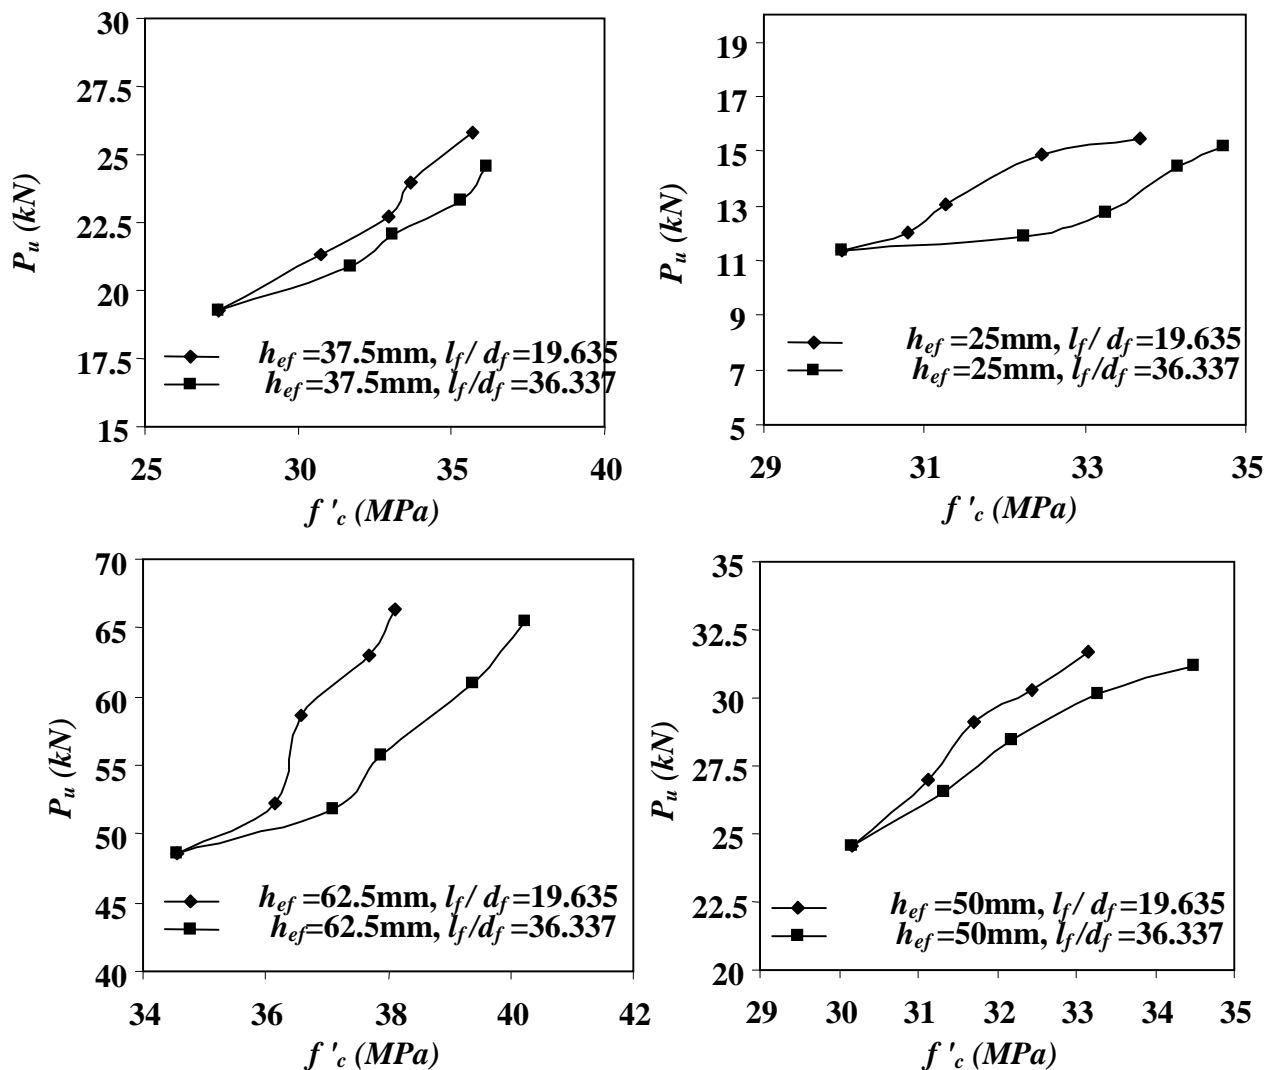 30
27.5
25
22.5
20
17.5
15
P_u (kN)
h_ef =37.5mm, l_f / d_f =19.635
h_ef =37.5mm, l_f /d_f =36.337
25 30 35 40
f '_c (MPa)
19
17
15
13
11
9
7
5
P_u (kN)
h_ef =25mm, l_f / d_f =19.635
h_ef =25mm, l_f /d_f =36.337
29 31 33 35
f '_c (MPa)
70
65
60
55
50
45
40
P_u (kN)
h_ef =62.5mm, l_f / d_f =19.635
h_ef=62.5mm, l_f /d_f =36.337
34 36 38 40 42
f '_c (MPa)
35
32.5
30
27.5
25
22.5
20
P_u (kN)
h_ef =50mm, l_f / d_f =19.635
h_ef =50mm, l_f /d_f =36.337
29 30 31 32 33 34 35
f '_c (MPa)